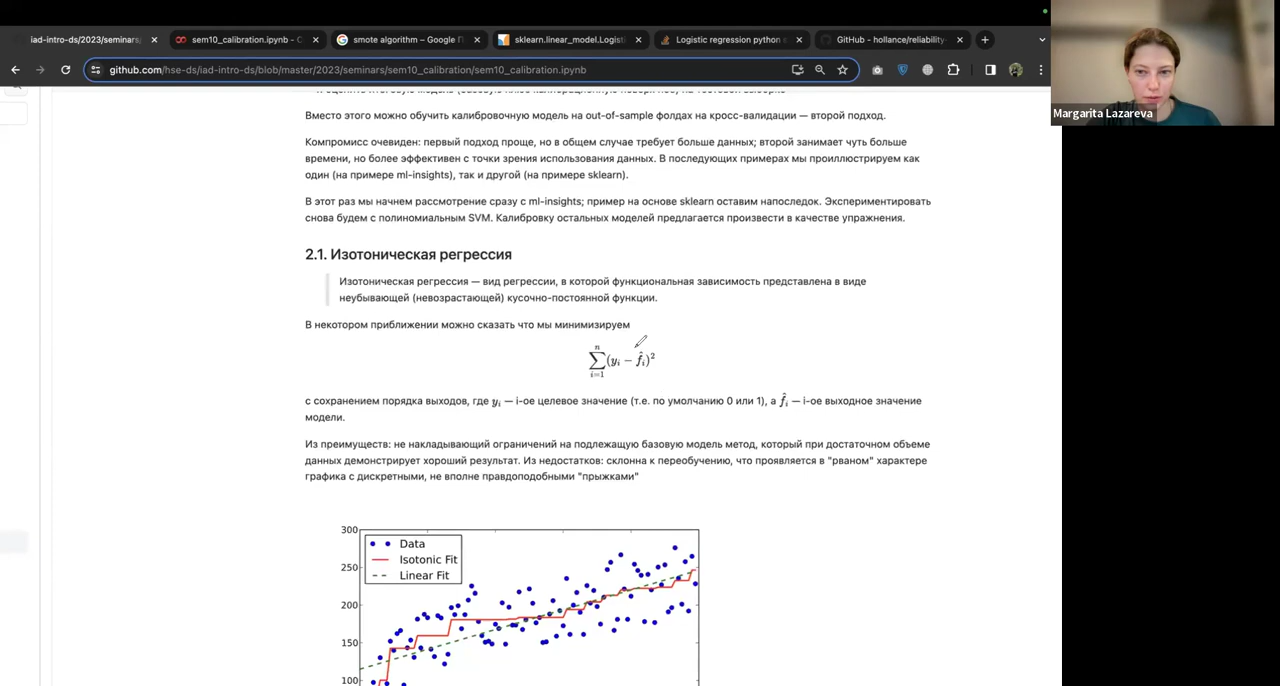 iad-intro-ds/2023/seminars/
sem10_calibration.ipynb – C
smote algorithm – Google П
sklearn.linear_model.Logisti
Logistic regression python s
GitHub - hollance/reliability-
github.com/hse-ds/iad-intro-ds/blob/master/2023/seminars/sem10_calibration/sem10_calibration.ipynb
Margarita Lazareva
Вместо этого можно обучить калибровочную модель на out-of-sample фолдах на кросс-валидации — второй подход.
Компромисс очевиден: первый подход проще, но в общем случае требует больше данных; второй занимает чуть больше
времени, но более эффективен с точки зрения использования данных. В последующих примерах мы проиллюстрируем как
один (на примере ml-insights), так и другой (на примере sklearn).
В этот раз мы начнем рассмотрение сразу с ml-insights; пример на основе sklearn оставим напоследок. Экспериментировать
снова будем с полиномиальным SVM. Калибровку остальных моделей предлагается произвести в качестве упражнения.
2.1. Изотоническая регрессия
Изотоническая регрессия — вид регрессии, в которой функциональная зависимость представлена в виде
неубывающей (невозрастающей) кусочно-постоянной функции.
В некотором приближении можно сказать что мы минимизируем
∑ᵢ₌₁ⁿ (yᵢ − f̂ᵢ)²
с сохранением порядка выходов, где yᵢ — i-ое целевое значение (т.е. по умолчанию 0 или 1), а f̂ᵢ — i-ое выходное значение
модели.
Из преимуществ: не накладывающий ограничений на подлежащую базовую модель метод, который при достаточном объеме
данных демонстрирует хороший результат. Из недостатков: склонна к переобучению, что проявляется в "рваном" характере
графика с дискретными, не вполне правдоподобными "прыжками"
300
Data
Isotonic Fit
250
Linear Fit
200
150
100